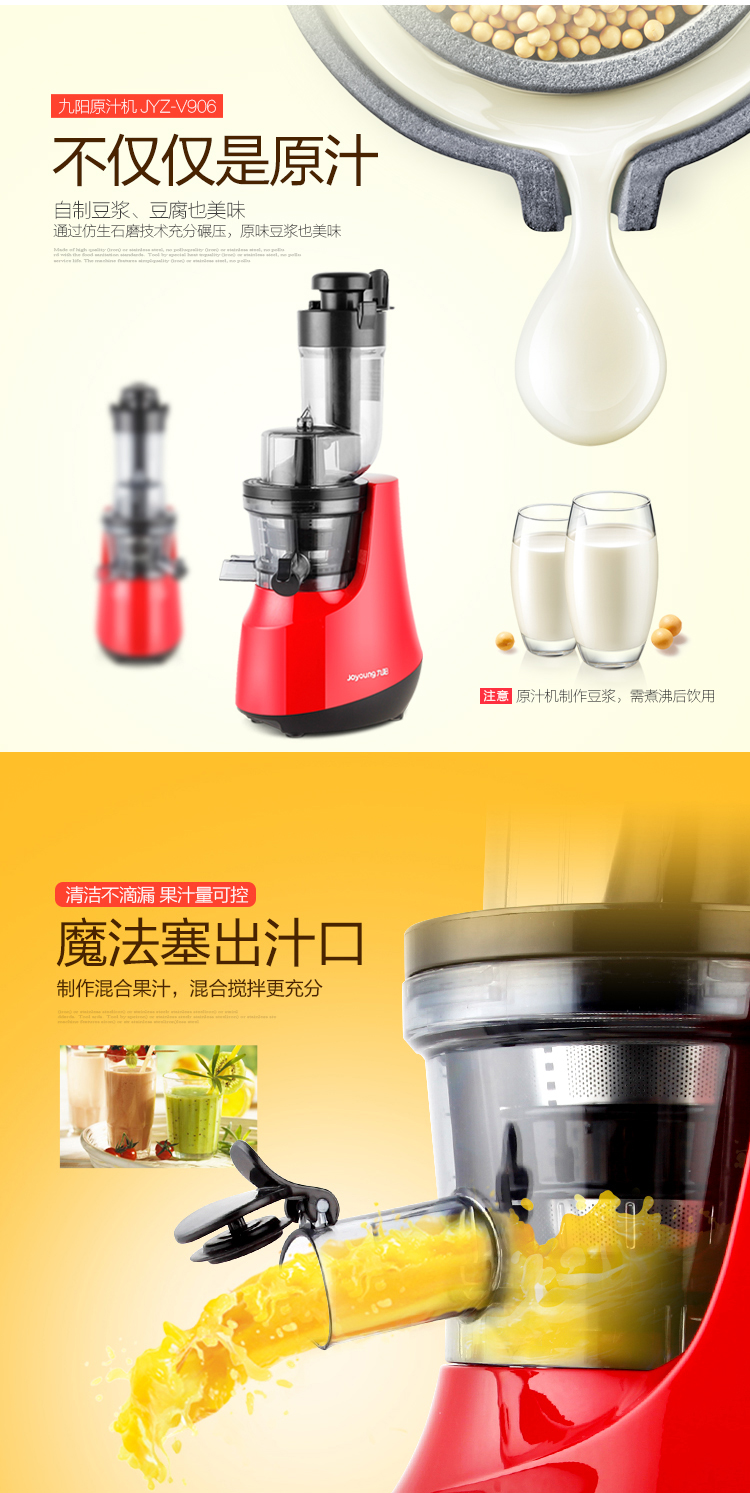 九阳原汁机 JYZ-V906
不仅仅是原汁
自制豆浆、豆腐也美味
通过仿生石磨技术充分碾压，原味豆浆也美味
Joyoung九阳
注意 原汁机制作豆浆，需煮沸后饮用
清洁不滴漏 果汁量可控
魔法塞出汁口
制作混合果汁，混合搅拌更充分